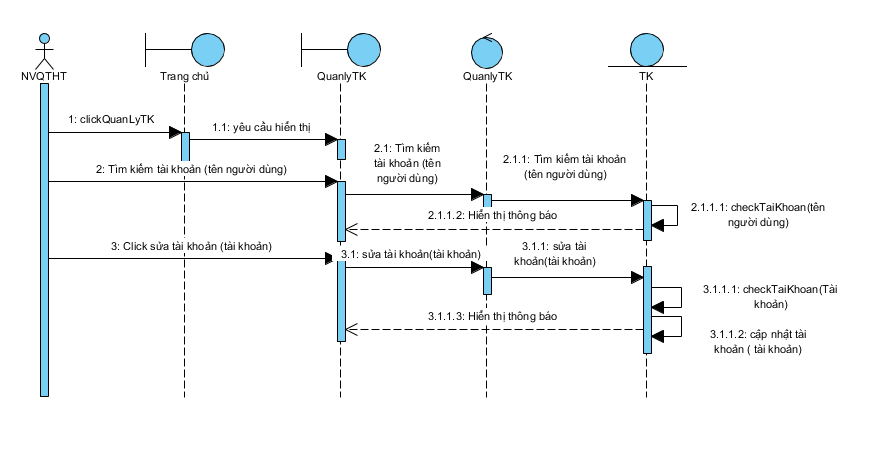 NVQTHT
Trang chủ
QuanlyTK
QuanlyTK
TK
1: clickQuanLyTK
1.1: yêu cầu hiển thị
2.1: Tìm kiếm
tài khoản (tên
người dùng)
2.1.1: Tìm kiếm tài khoản
(tên người dùng)
2: Tìm kiếm tài khoản (tên người dùng)
2.1.1.1: checkTaiKhoan(tên
người dùng)
2.1.1.2: Hiển thị thông báo
3: Click sửa tài khoản (tài khoản)
3.1: sửa tài khoản(tài khoản)
3.1.1: sửa tài
khoản(tài khoản)
3.1.1.1: checkTaiKhoan(Tài
khoản)
3.1.1.3: Hiển thị thông báo
3.1.1.2: cập nhật tài
khoản ( tài khoản)